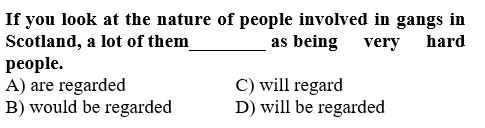 If you look at the nature of people involved in gangs in
Scotland, a lot of them________ as being very hard
people.
A) are regarded C) will regard
B) would be regarded D) will be regarded